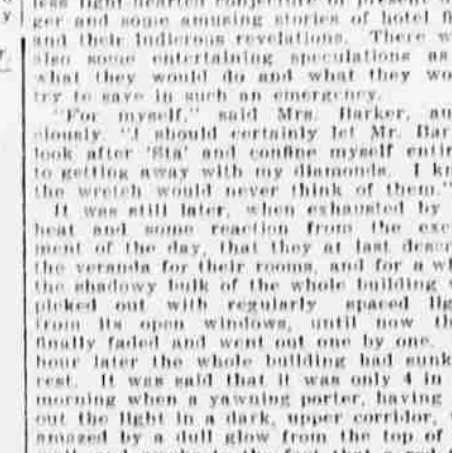 less light hearted conjecture of present
ger and some amusing stories of hotel
and their ludicrous revelations. There w
also some entertaining speculations as
what they would do and what they wo
try to save in such an emergency.
"For myself," said Mrs. Barker, au
ciously. "I should certainly let Mr. Bar
look after 'Sta' and confine myself entir
to getting away with my diamonds. I kn
the wretch would never think of them."
It was still later, when exhausted by
heat and some reaction from the exc
ment of the day, that they at last deser
the veranda for their rooms, and for a wh
the shadowy bulk of the whole building
picked out with regularly spaced lig
from its open windows, until now th
finally faded and went out one by one.
hour later the whole building had sunk
rest. It was said that it was only 4 in
morning when a yawning porter, having
out the light in a dark, upper corridor,
amazed by a dull glow from the top of